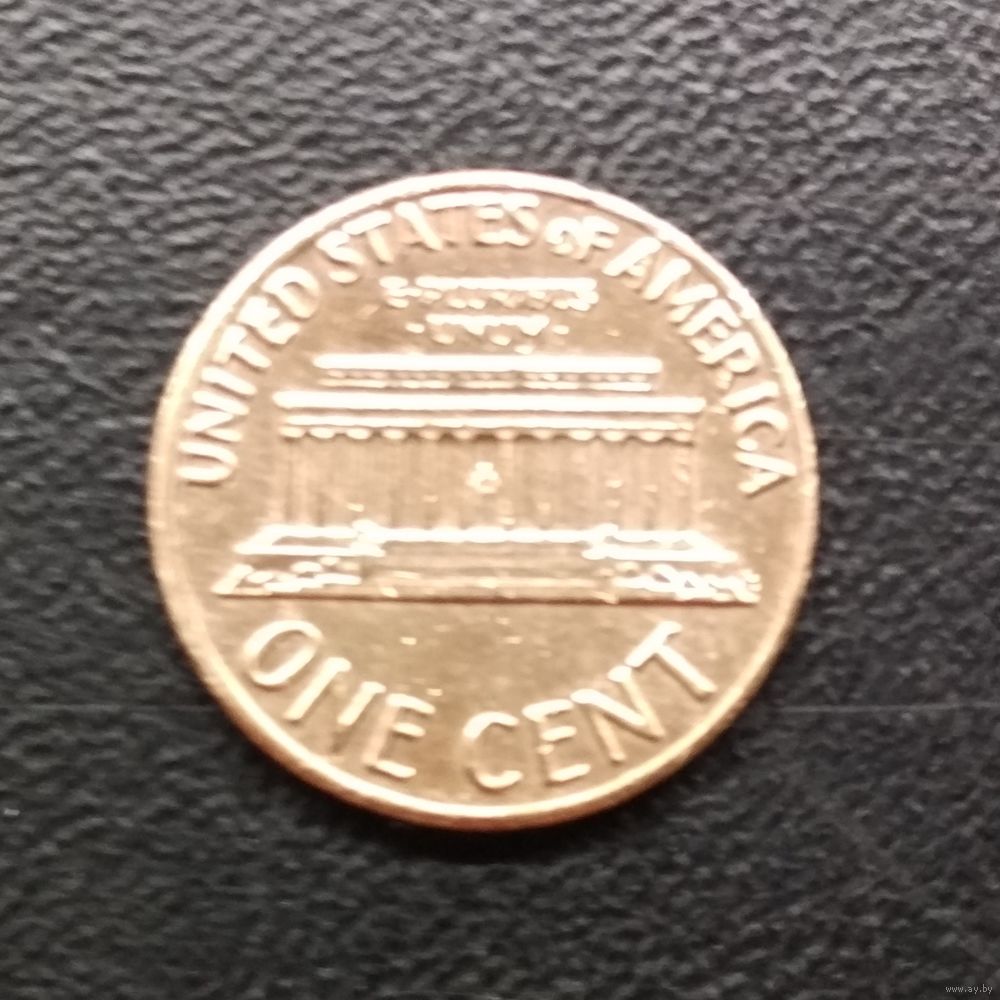 UNITED STATES OF AMERICA
ONE CENT
www.ay.by